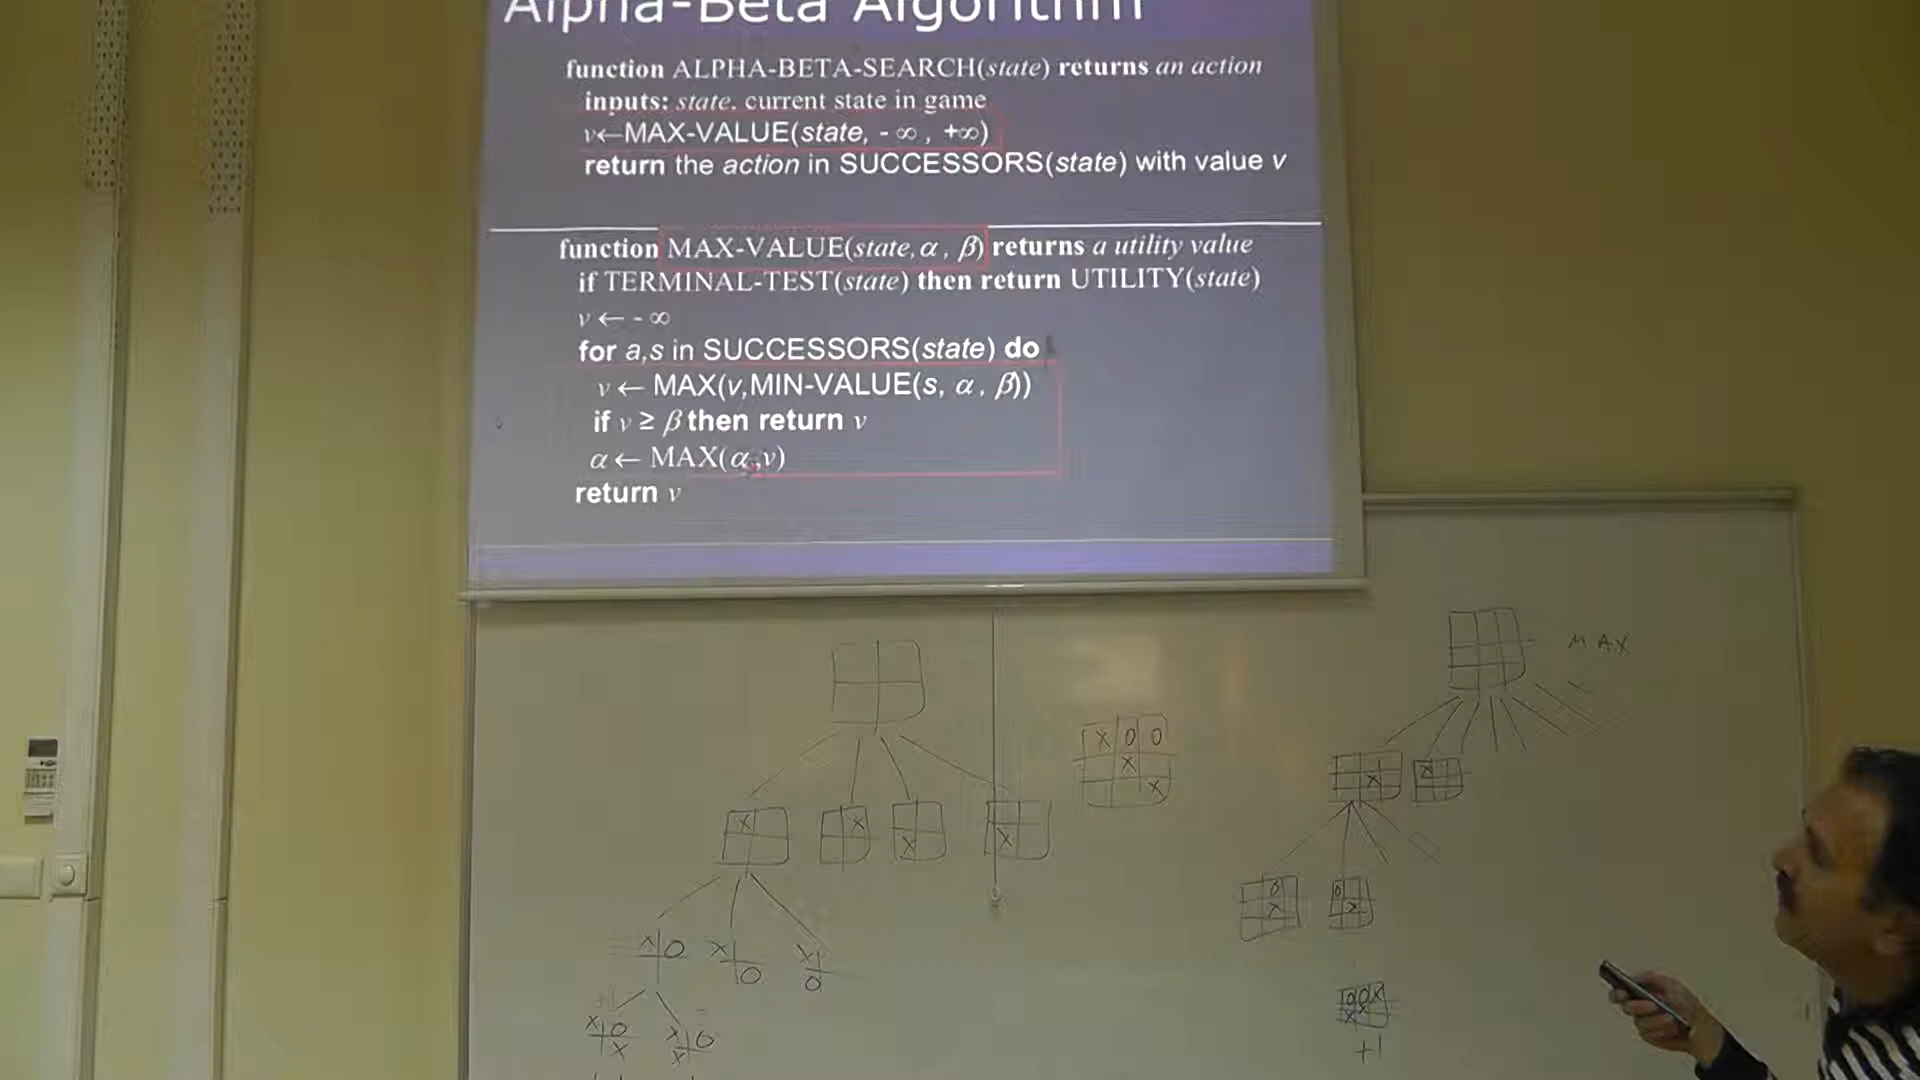 Alpha-Beta Algorithm
function ALPHA-BETA-SEARCH(state) returns an action
inputs: state. current state in game
v←MAX-VALUE(state, - ∞ , +∞)
return the action in SUCCESSORS(state) with value v
function MAX-VALUE(state, α , β) returns a utility value
if TERMINAL-TEST(state) then return UTILITY(state)
v ← - ∞
for a,s in SUCCESSORS(state) do
v ← MAX(v,MIN-VALUE(s, α , β))
if v ≥ β then return v
α ← MAX(α ,v)
return v
MAX
X O O
X
X
X
X
X
X
X
X
O
X
O
X
X O
X
O
X
O
+1
X O
X
X O
X
+1